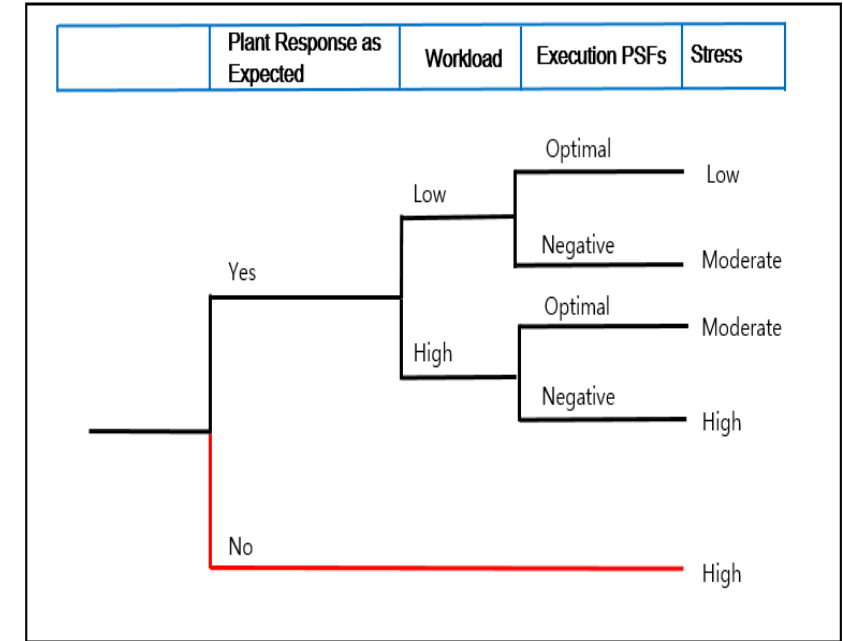 Plant Response as
Expected
Workload
Execution PSFs
Stress
Optimal
Low
Low
Negative
Moderate
Yes
Optimal
Moderate
High
Negative
High
No
High